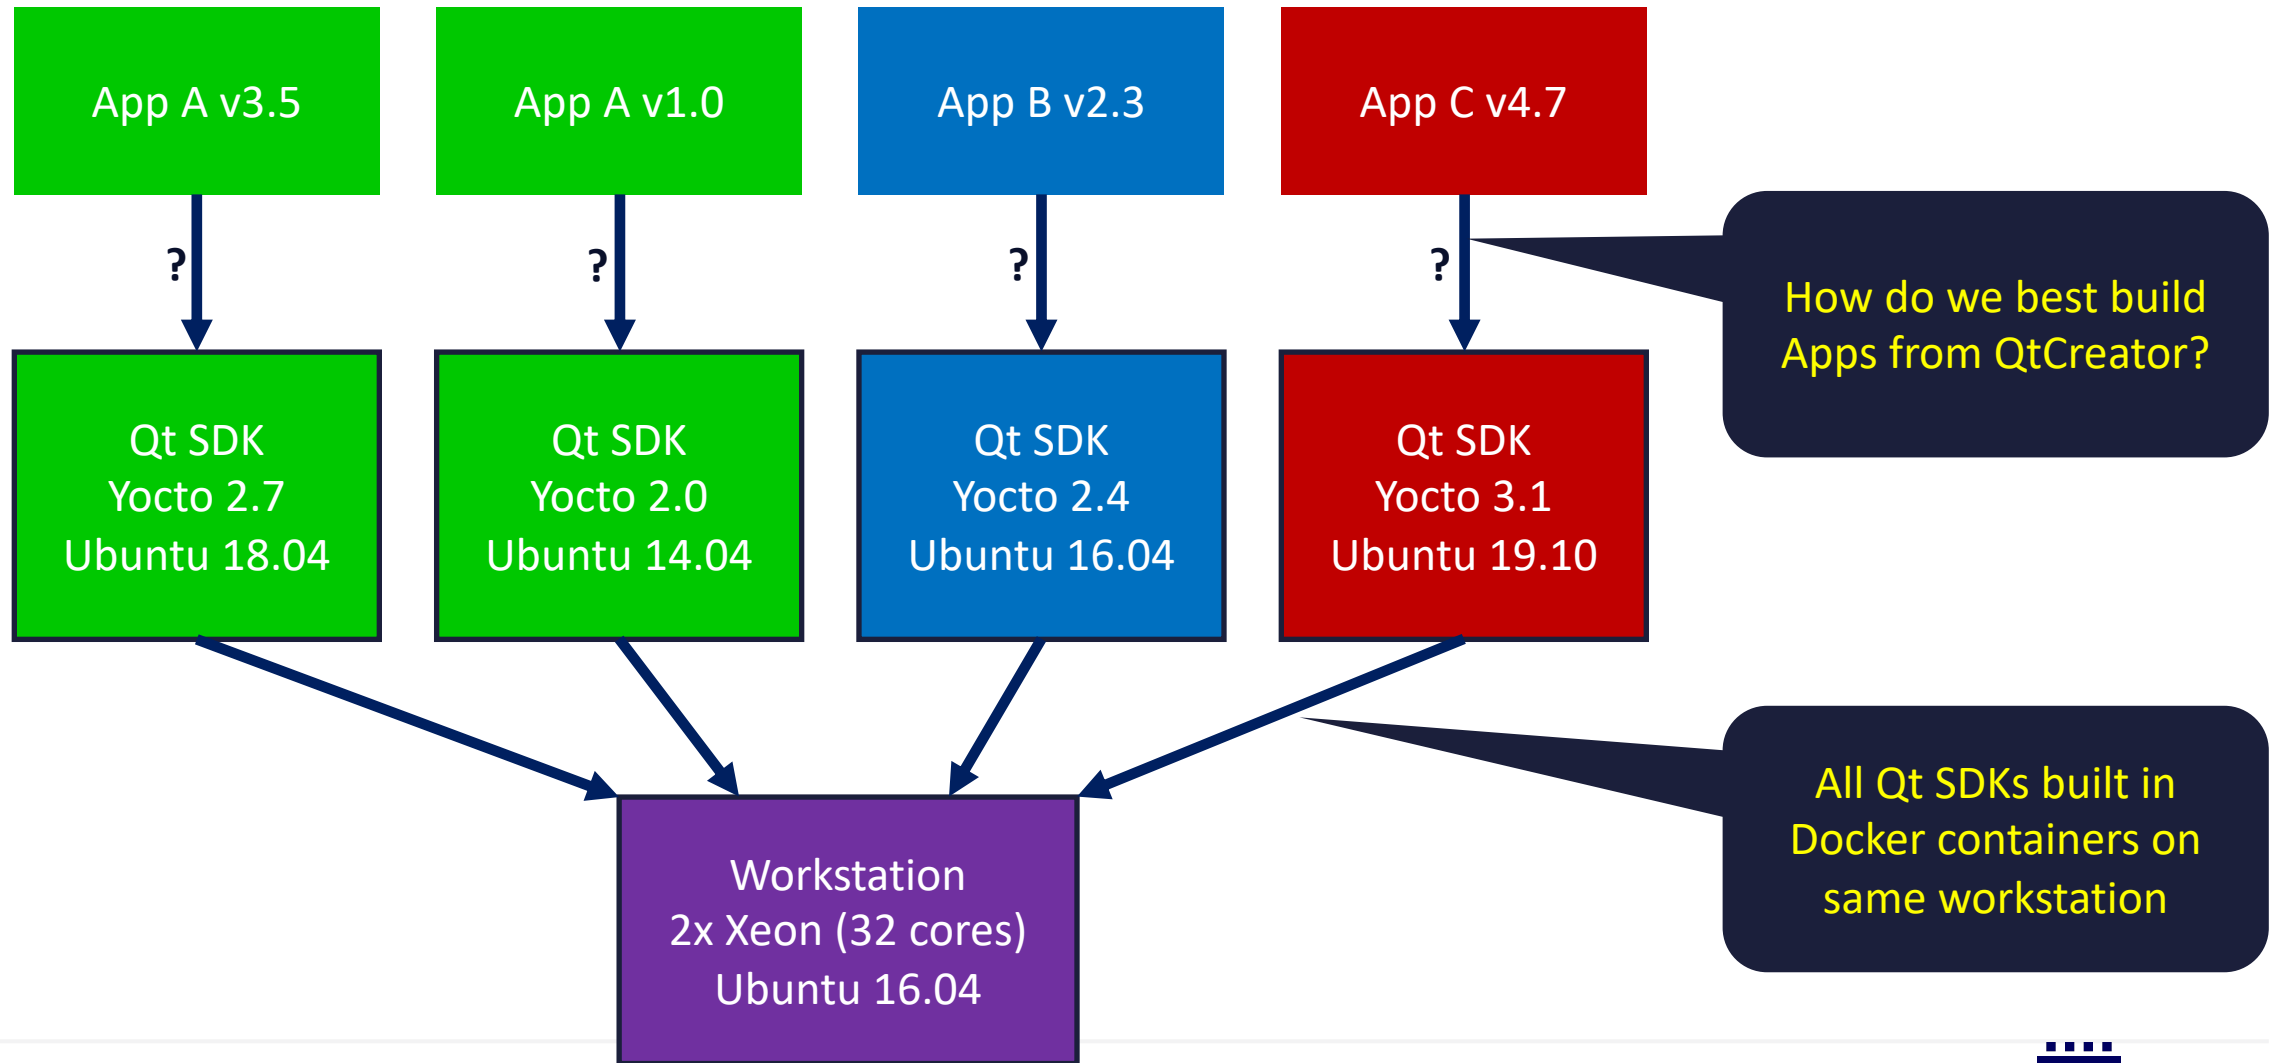 App A v3.5
App A v1.0
App B v2.3
App C v4.7
?
?
?
?
How do we best build
Apps from QtCreator?
Qt SDK
Yocto 2.7
Ubuntu 18.04
Qt SDK
Yocto 2.0
Ubuntu 14.04
Qt SDK
Yocto 2.4
Ubuntu 16.04
Qt SDK
Yocto 3.1
Ubuntu 19.10
All Qt SDKs built in
Docker containers on
same workstation
Workstation
2x Xeon (32 cores)
Ubuntu 16.04